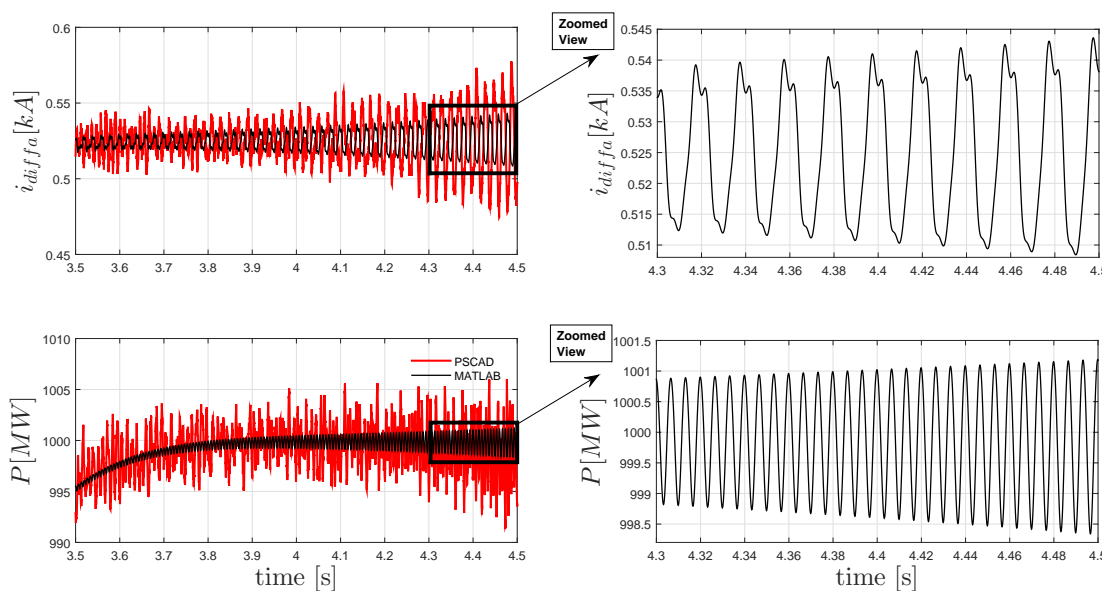 0.6
0.55
0.5
0.45
i_{diffa}[kA]
3.5 3.6 3.7 3.8 3.9 4 4.1 4.2 4.3 4.4 4.5
Zoomed
View
0.545
0.54
0.535
0.53
0.525
0.52
0.515
0.51
i_{diffa}[kA]
4.3 4.32 4.34 4.36 4.38 4.4 4.42 4.44 4.46 4.48 4.5
1010
1005
1000
995
990
P[MW]
PSCAD
MATLAB
3.5 3.6 3.7 3.8 3.9 4 4.1 4.2 4.3 4.4 4.5
time [s]
Zoomed
View
1001.5
1001
1000.5
1000
999.5
999
998.5
P[MW]
4.3 4.32 4.34 4.36 4.38 4.4 4.42 4.44 4.46 4.48 4.5
time [s]